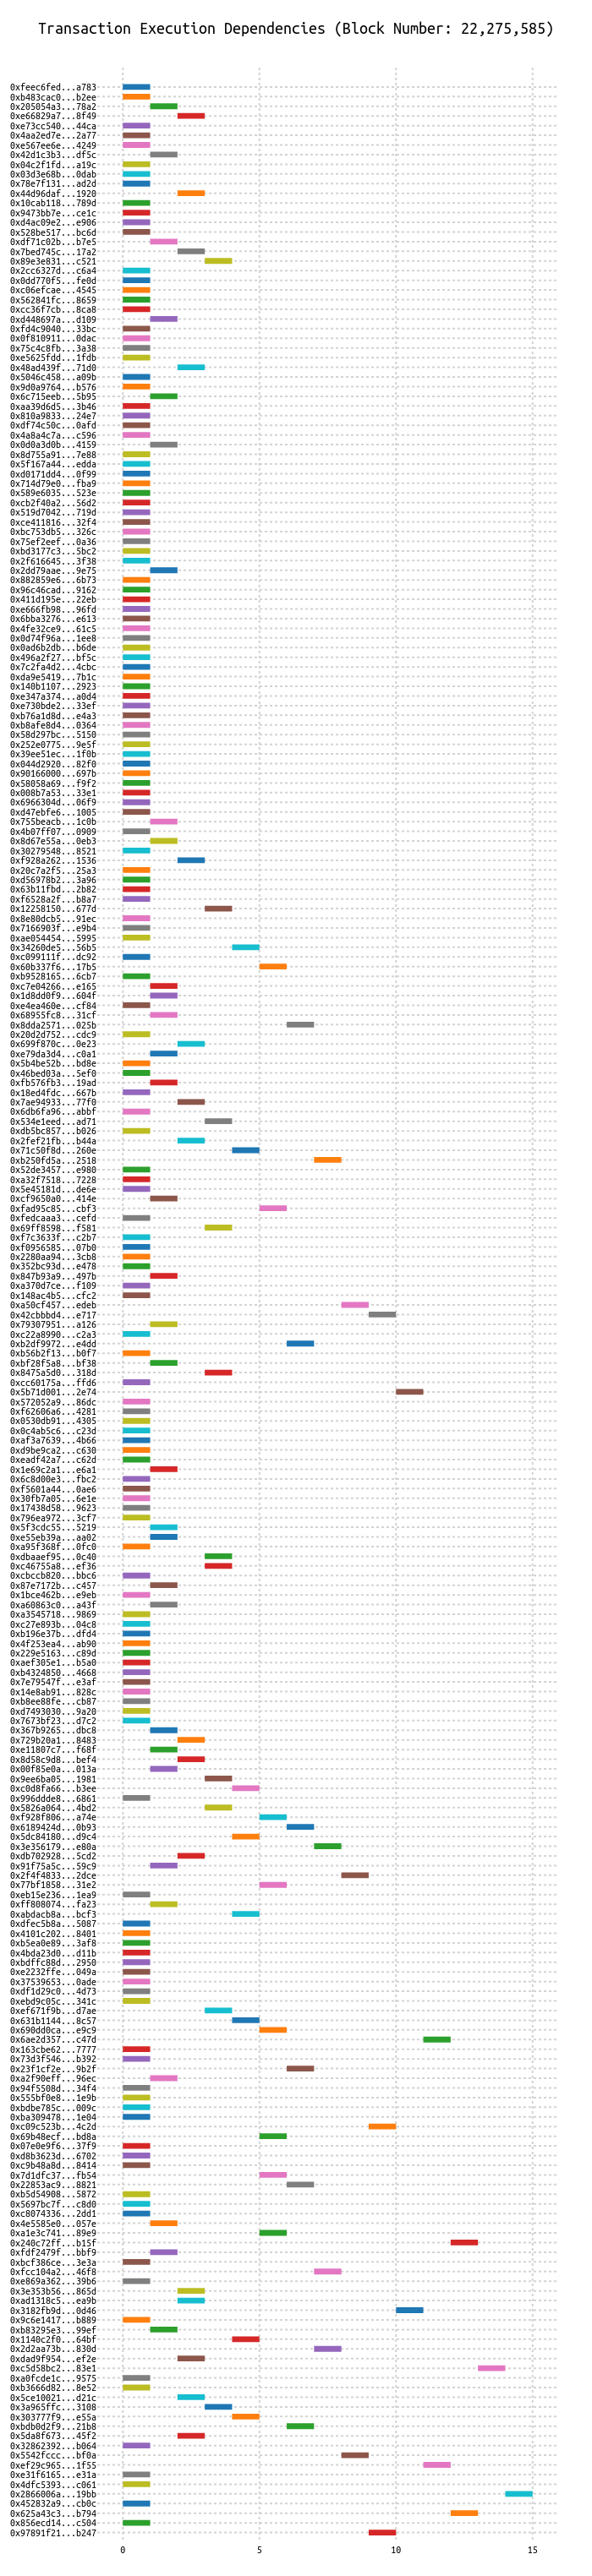 Transaction Execution Dependencies (Block Number: 22,275,585)
0xfeec6fed...a783
0xb483cac0...b2ee
0x205054a3...78a2
0xe66829a7...8f49
0xe73cc540...44ca
0x4aa2ed7e...2a77
0xe567ee6e...4249
0x42d1c3b3...df5c
0x04c2f1fd...a19c
0x03d3e68b...0dab
0x78e7f131...ad2d
0x44d96daf...1920
0x10cab118...789d
0x9473bb7e...ce1c
0xd4ac09e2...e906
0x528be517...bc6d
0xdf71c02b...b7e5
0x7bed745c...17a2
0x89e3e831...c521
0x2cc6327d...c6a4
0x0dd770f5...fe0d
0xc06efcae...4545
0x562841fc...8659
0xcc36f7cb...8ca8
0xd448697a...d109
0xfd4c9040...33bc
0x0f810911...0dac
0x75c4c8fb...3a38
0xe5625fdd...1fdb
0x48ad439f...71d0
0x5046c458...a09b
0x9d0a9764...b576
0x6c715eeb...5b95
0xaa39d6d5...3b46
0x810a9833...24e7
0xdf74c50c...0afd
0x4a8a4c7a...c596
0x0d0a3d0b...4159
0x8d755a91...7e88
0x5f167a44...edda
0xd0171dd4...0f99
0x714d79e0...fba9
0x589e6035...523e
0xcb2f40a2...56d2
0x519d7042...719d
0xce411816...32f4
0xbc753db5...326c
0x75ef2eef...0a36
0xbd3177c3...5bc2
0x2f616645...3f38
0x2dd79aae...9e75
0x882859e6...6b73
0x96c46cad...9162
0x411d195e...22eb
0xe666fb98...96fd
0x6bba3276...e613
0x4fe32ce9...61c5
0x0d74f96a...1ee8
0x0ad6b2db...b6de
0x496a2f27...bf5c
0x7c2fa4d2...4cbc
0xda9e5419...7b1c
0x140b1107...2923
0xe347a374...a0d4
0xe730bde2...33ef
0xb76a1d8d...e4a3
0xb8afe8d4...0364
0x58d297bc...5150
0x252e0775...9e5f
0x39ee51ec...1f0b
0x044d2920...82f0
0x90166000...697b
0x58058a69...f9f2
0x008b7a53...33e1
0x6966304d...06f9
0xd47ebfe6...1005
0x755beacb...1c0b
0x4b07ff07...0909
0x8d67e55a...0eb3
0x30279548...8521
0xf928a262...1536
0x20c7a2f5...25a3
0xd56978b2...3a96
0x63b11fbd...2b82
0xf6528a2f...b8a7
0x12258150...677d
0x8e80dcb5...91ec
0x7166903f...e9b4
0xae054454...5995
0x34260de5...56b5
0xc099111f...dc92
0x60b337f6...17b5
0xb9528165...6cb7
0xc7e04266...e165
0x1d8dd0f9...604f
0xe4ea460e...cf84
0x68955fc8...31cf
0x8dda2571...025b
0x20d2d752...cdc9
0x699f870c...0e23
0xe79da3d4...c0a1
0x5b4be52b...bd8e
0x46bed03a...5ef0
0xfb576fb3...19ad
0x18ed4fdc...667b
0x7ae94933...77f0
0x6db6fa96...abbf
0x534e1eed...ad71
0xdb5bc857...b026
0x2fef21fb...b44a
0x71c50f8d...260e
0xb250fd5a...2518
0x52de3457...e980
0xa32f7518...7228
0x5e45181d...de6e
0xcf9650a0...414e
0xfad95c85...cbf3
0xfedcaaa3...cefd
0x69ff8598...f581
0xf7c3633f...c2b7
0xf0956585...07b0
0x2280aa94...3cb8
0x352bc93d...e478
0x847b93a9...497b
0xa370d7ce...f109
0x148ac4b5...cfc2
0xa50cf457...edeb
0x42cbbbd4...e717
0x79307951...a126
0xc22a8990...c2a3
0xb2df9972...e4dd
0xb56b2f13...b0f7
0xbf28f5a8...bf38
0x8475a5d0...318d
0xcc60175a...ffd6
0x5b71d001...2e74
0x572052a9...86dc
0xf62606a6...4281
0x0530db91...4305
0x0c4ab5c6...c23d
0xaf3a7639...4b66
0xd9be9ca2...c630
0xeadf42a7...c62d
0x1e69c2a1...e6a1
0x6c8d00e3...fbc2
0xf5601a44...0ae6
0x30fb7a05...6e1e
0x17438d58...9623
0x796ea972...3cf7
0x5f3cdc55...5219
0xe55eb39a...aa02
0xa95f368f...0fc0
0xdbaaef95...0c40
0xc46755a8...ef36
0xcbccb820...bbc6
0x87e7172b...c457
0x1bce462b...e9eb
0xa60863c0...a43f
0xa3545718...9869
0xc27e893b...04c8
0xb196e37b...dfd4
0x4f253ea4...ab90
0x229e5163...c89d
0xaef305e1...b5a0
0xb4324850...4668
0x7e79547f...e3af
0x14e8ab91...828c
0xb8ee88fe...cb87
0xd7493030...9a20
0x7673bf23...d7c2
0x367b9265...dbc8
0x729b20a1...8483
0xe11807c7...f68f
0x8d58c9d8...bef4
0x00f85e0a...013a
0x9ee6ba05...1981
0xc0d8fa66...b3ee
0x996ddde8...6861
0x5826a064...4bd2
0xf928f806...a74e
0x6189424d...0b93
0x5dc84180...d9c4
0x3e356179...e80a
0xdb702928...5cd2
0x91f75a5c...59c9
0x2f4f4833...2dce
0x77bf1858...31e2
0xeb15e236...1ea9
0xff808074...fa23
0xabdacb8a...bcf3
0xdfec5b8a...5087
0x4101c202...8401
0xb5ea0e89...3af8
0x4bda23d0...d11b
0xbdffc88d...2950
0xe2232ffe...049a
0x37539653...0ade
0xdf1d29c0...4d73
0xebd9c05c...341c
0xef671f9b...d7ae
0x631b1144...8c57
0x690dd0ca...e9c9
0x6ae2d357...c47d
0x163cbe62...7777
0x73d3f546...b392
0x23f1cf2e...9b2f
0xa2f90eff...96ec
0x94f5508d...34f4
0x555bf0e8...1e9b
0xbdbe785c...009c
0xba309478...1e04
0xc09c523b...4c2d
0x69b48ecf...bd8a
0x07e0e9f6...37f9
0xd8b3623d...6702
0xc9b48a8d...8414
0x7d1dfc37...fb54
0x22853ac9...8821
0xb5d54908...5872
0x5697bc7f...c8d0
0xc8074336...2dd1
0x4e5585e0...057e
0xa1e3c741...89e9
0x240c72ff...b15f
0xfdf2479f...bbf9
0xbcf386ce...3e3a
0xfcc104a2...46f8
0xe869a362...39b6
0x3e353b56...865d
0xad1318c5...ea9b
0x3182fb9d...0d46
0x9c6e1417...b889
0xb83295e3...99ef
0x1140c2f0...64bf
0x2d2aa73b...830d
0xdad9f954...ef2e
0xc5d58bc2...83e1
0xa0fcde1c...9575
0xb3666d82...8e52
0x5ce10021...d21c
0x3a965ffc...3108
0x303777f9...e55a
0xbdb0d2f9...21b8
0x5da8f673...45f2
0x32862392...b064
0x5542fccc...bf0a
0xef29c965...1f55
0xe31f6165...e31a
0x4dfc5393...c061
0x2866006a...19bb
0x452832a9...cb0c
0x625a43c3...b794
0x856ecd14...c504
0x97891f21...b247
0 5 10 15